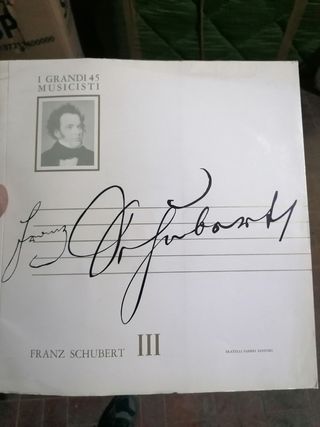 I GRANDI 45
MUSICISTI
Franz Schubert
FRANZ SCHUBERT III
FRATELLI FABBRI EDITORI